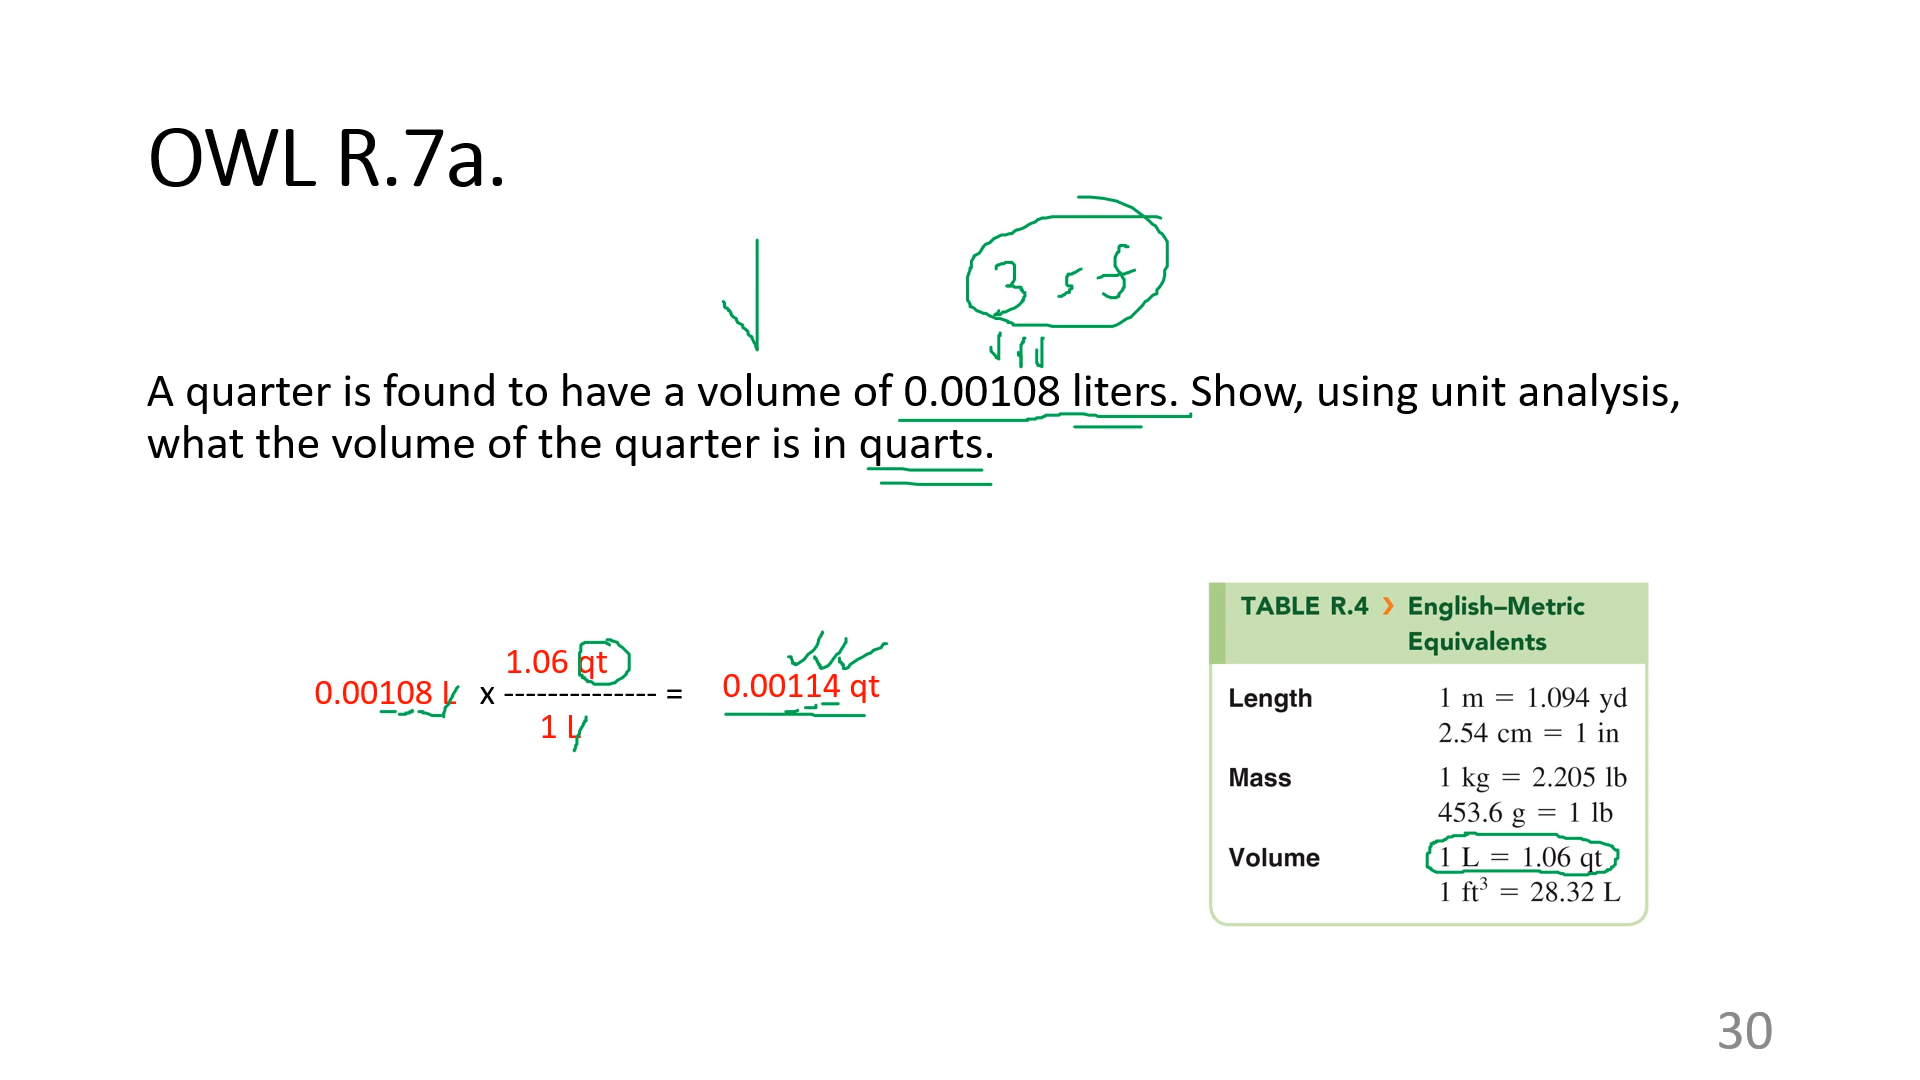 OWL R.7a.
3 sf
A quarter is found to have a volume of 0.00108 liters. Show, using unit analysis,
what the volume of the quarter is in quarts.
1.06 qt
0.00108 L x -------------- = 0.00114 qt
1 L
TABLE R.4 › English–Metric
Equivalents
Length 1 m = 1.094 yd
2.54 cm = 1 in
Mass 1 kg = 2.205 lb
453.6 g = 1 lb
Volume 1 L = 1.06 qt
1 ft³ = 28.32 L
30